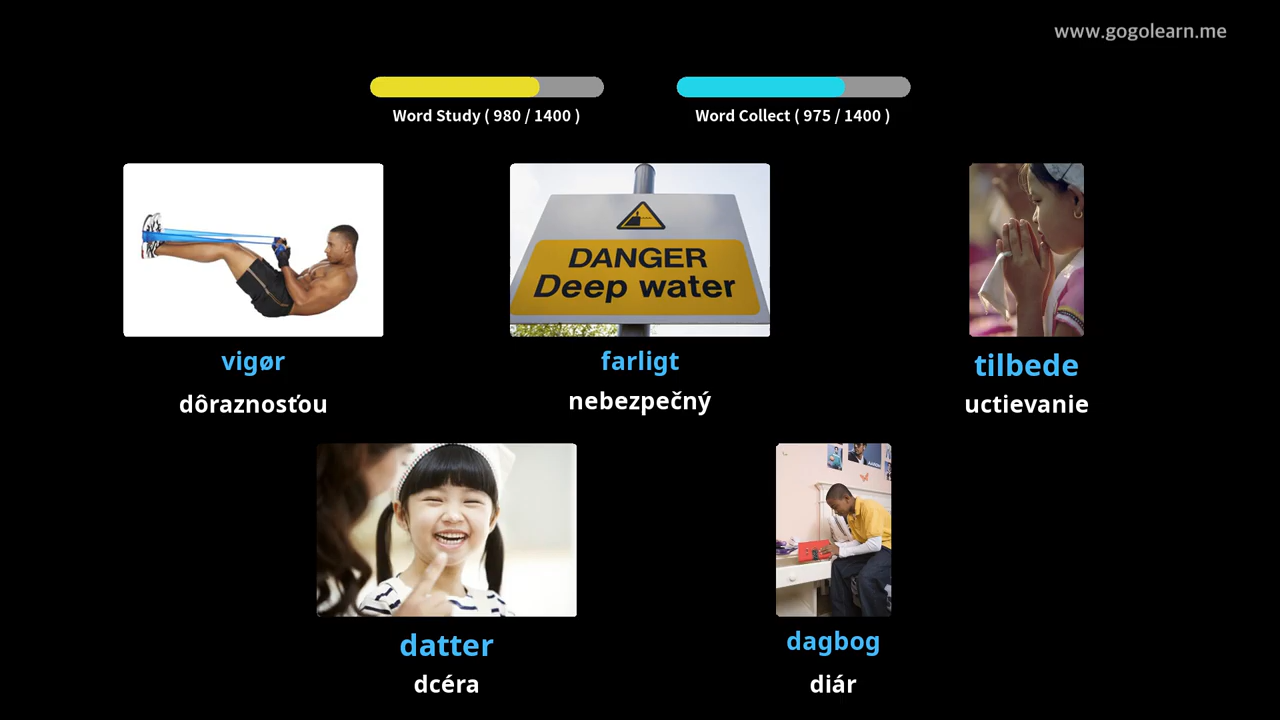 www.gogolearn.me
Word Study ( 980 / 1400 )
Word Collect ( 975 / 1400 )
DANGER
Deep water
vigør
farligt
tilbede
dôraznosťou
nebezpečný
uctievanie
datter
dagbog
dcéra
diár